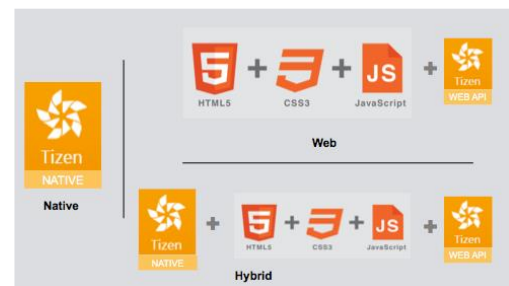 Tizen
NATIVE
Native
HTML5
CSS3
JS
JavaScript
Tizen
WEB API
Web
Tizen
NATIVE
HTML5
CSS3
JS
JavaScript
Tizen
WEB API
Hybrid